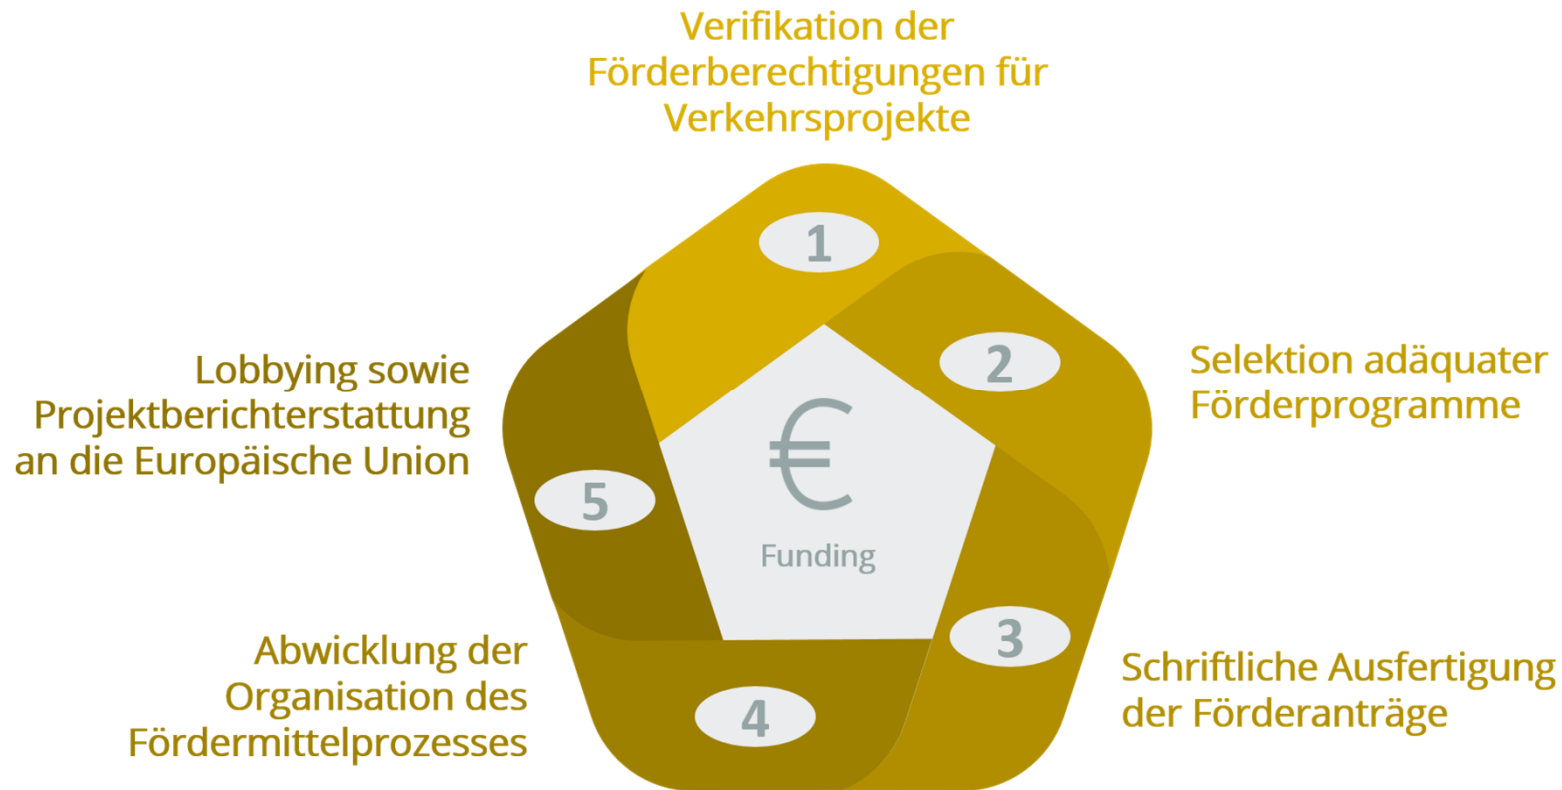 Verifikation der
Förderberechtigungen für
Verkehrsprojekte
1
2
Selektion adäquater
Förderprogramme
3
Schriftliche Ausfertigung
der Förderanträge
4
Abwicklung der
Organisation des
Fördermittelprozesses
5
Lobbying sowie
Projektberichterstattung
an die Europäische Union
€
Funding